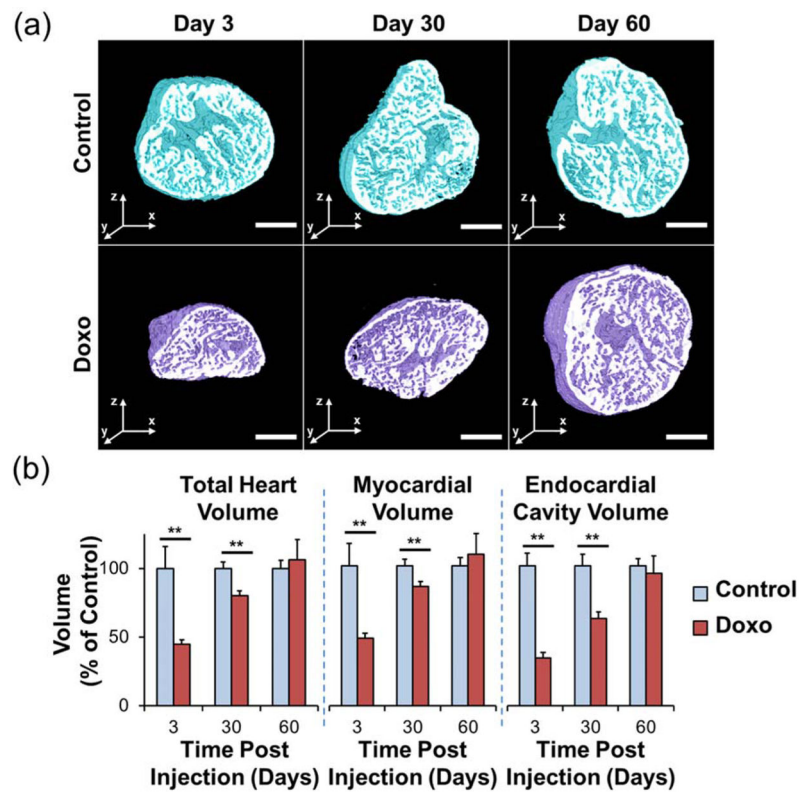 (a)
Day 3 Day 30 Day 60
Control
z x y z x y z x y
Doxo
z x y z x y z x y
(b)
Total Heart Volume
Myocardial Volume
Endocardial Cavity Volume
Volume
(% of Control)
100
50
0
** ** ** ** ** **
Control
Doxo
3 30 60 3 30 60 3 30 60
Time Post Time Post Time Post
Injection (Days) Injection (Days) Injection (Days)